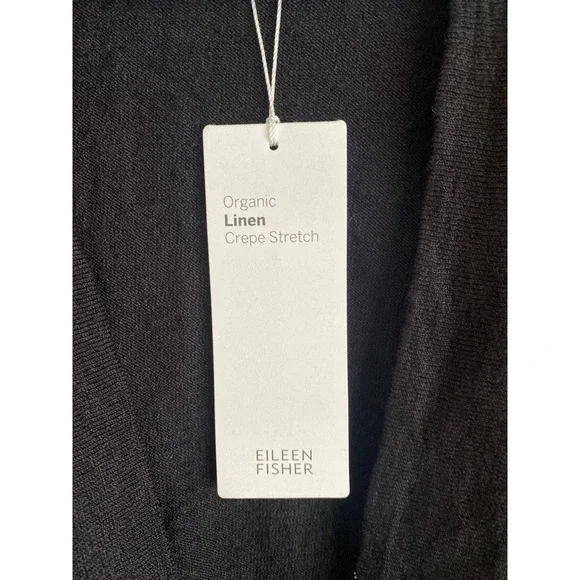 Organic
Linen
Crepe Stretch
EILEEN
FISHER